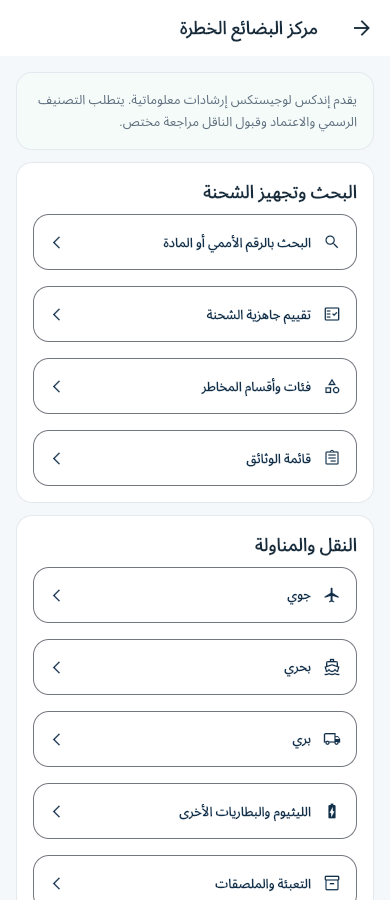 مركز البضائع الخطرة
يقدم إندكس لوجيستكس إرشادات معلوماتية. يتطلب التصنيف
الرسمي والاعتماد وقبول الناقل مراجعة مختص.
البحث وتجهيز الشحنة
البحث بالرقم الأممي أو المادة
تقييم جاهزية الشحنة
فئات وأقسام المخاطر
قائمة الوثائق
النقل والمناولة
جوي
بحري
بري
الليثيوم والبطاريات الأخرى
التعبئة والملصقات